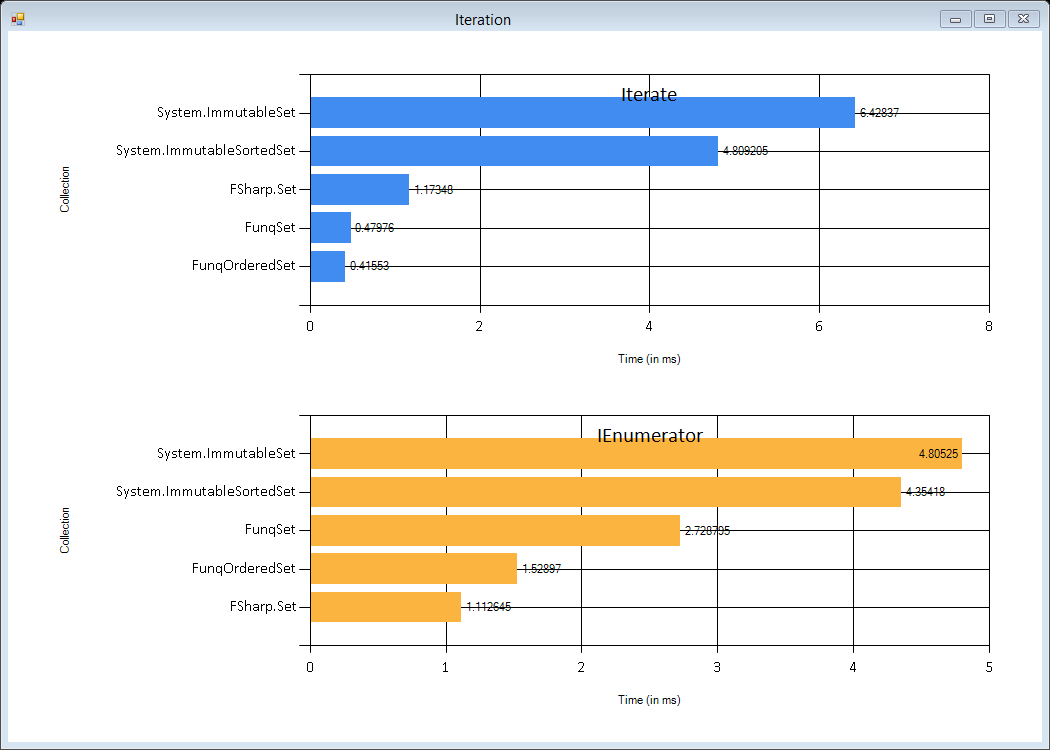 Iteration
Iterate
System.ImmutableSet
6.42837
System.ImmutableSortedSet
4.809205
FSharp.Set
1.17348
FunqSet
0.47976
FunqOrderedSet
0.41553
Collection
0 2 4 6 8
Time (in ms)
IEnumerator
System.ImmutableSet
4.80525
System.ImmutableSortedSet
4.35418
FunqSet
2.728795
FunqOrderedSet
1.52897
FSharp.Set
1.112645
Collection
0 1 2 3 4 5
Time (in ms)